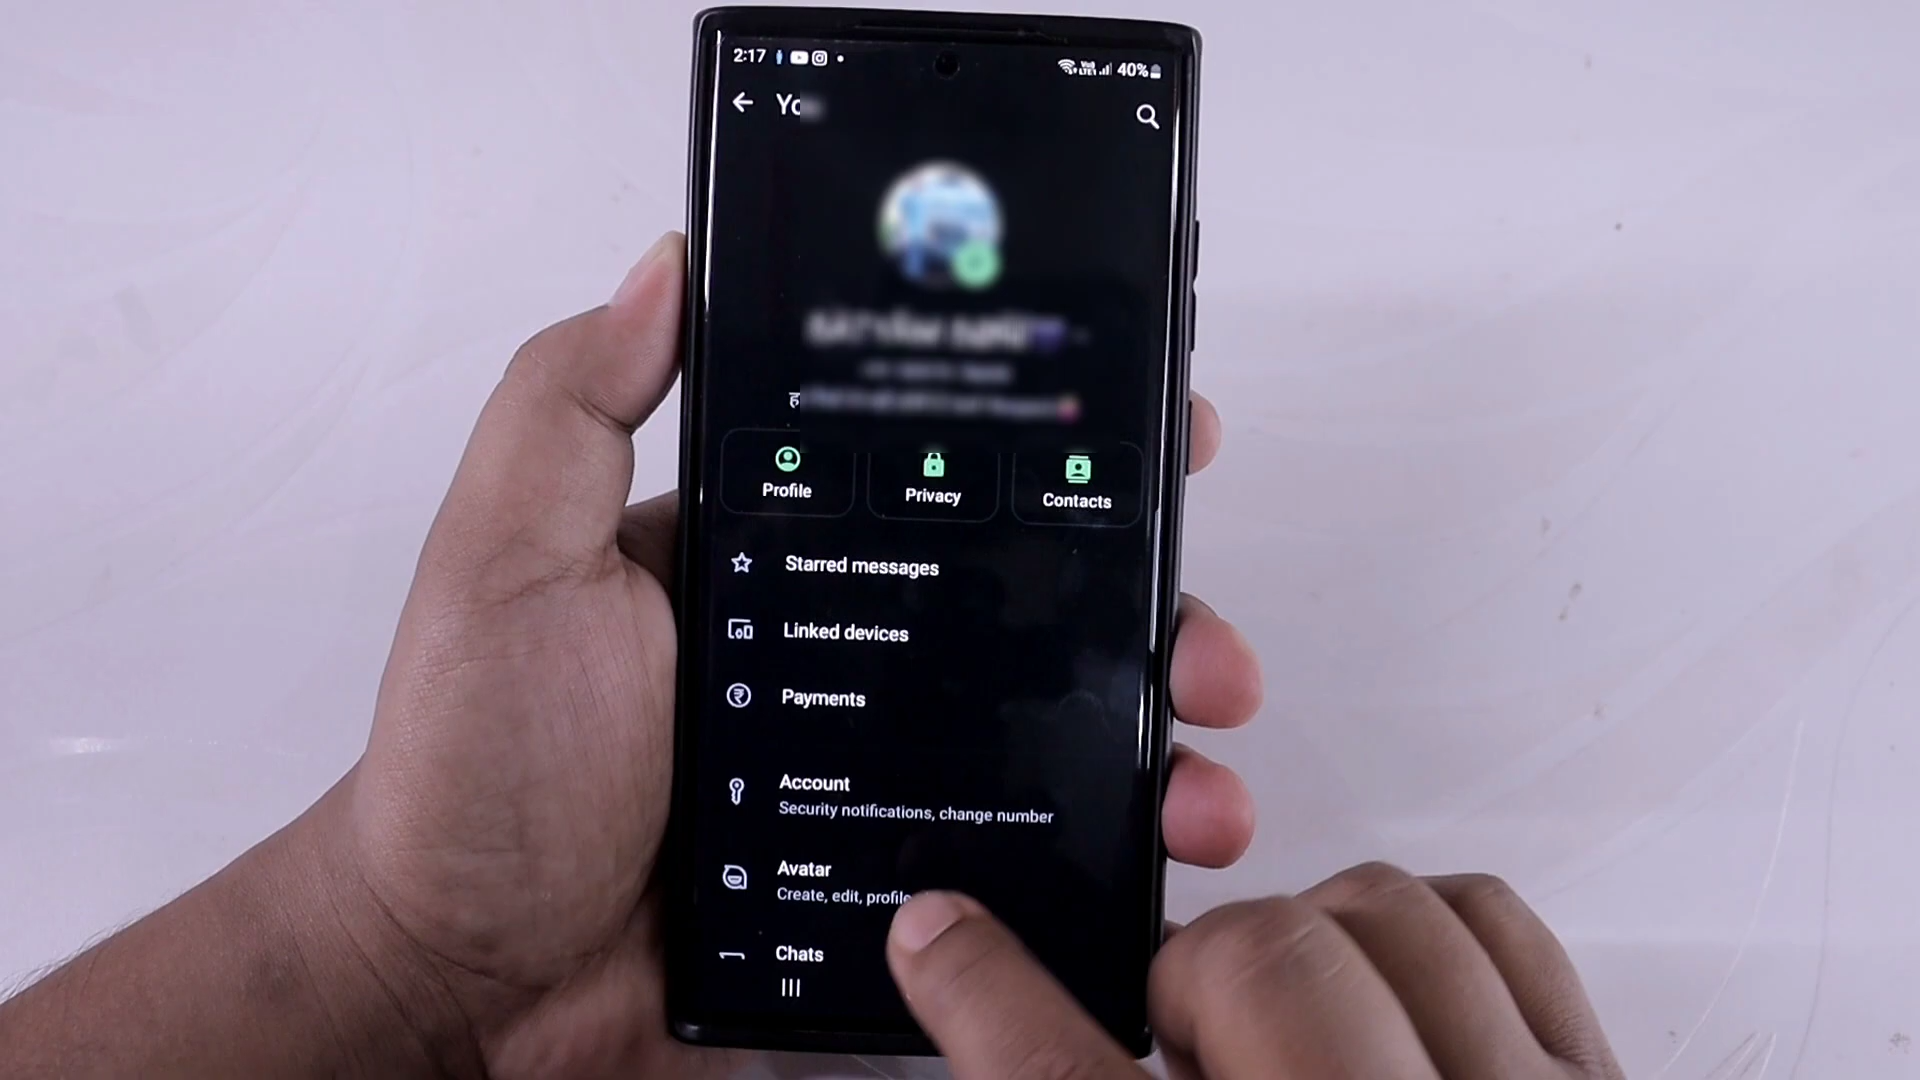 2:17
40%
Yo
ह
Profile
Privacy
Contacts
Starred messages
Linked devices
Payments
Account
Security notifications, change number
Avatar
Create, edit, profile
Chats